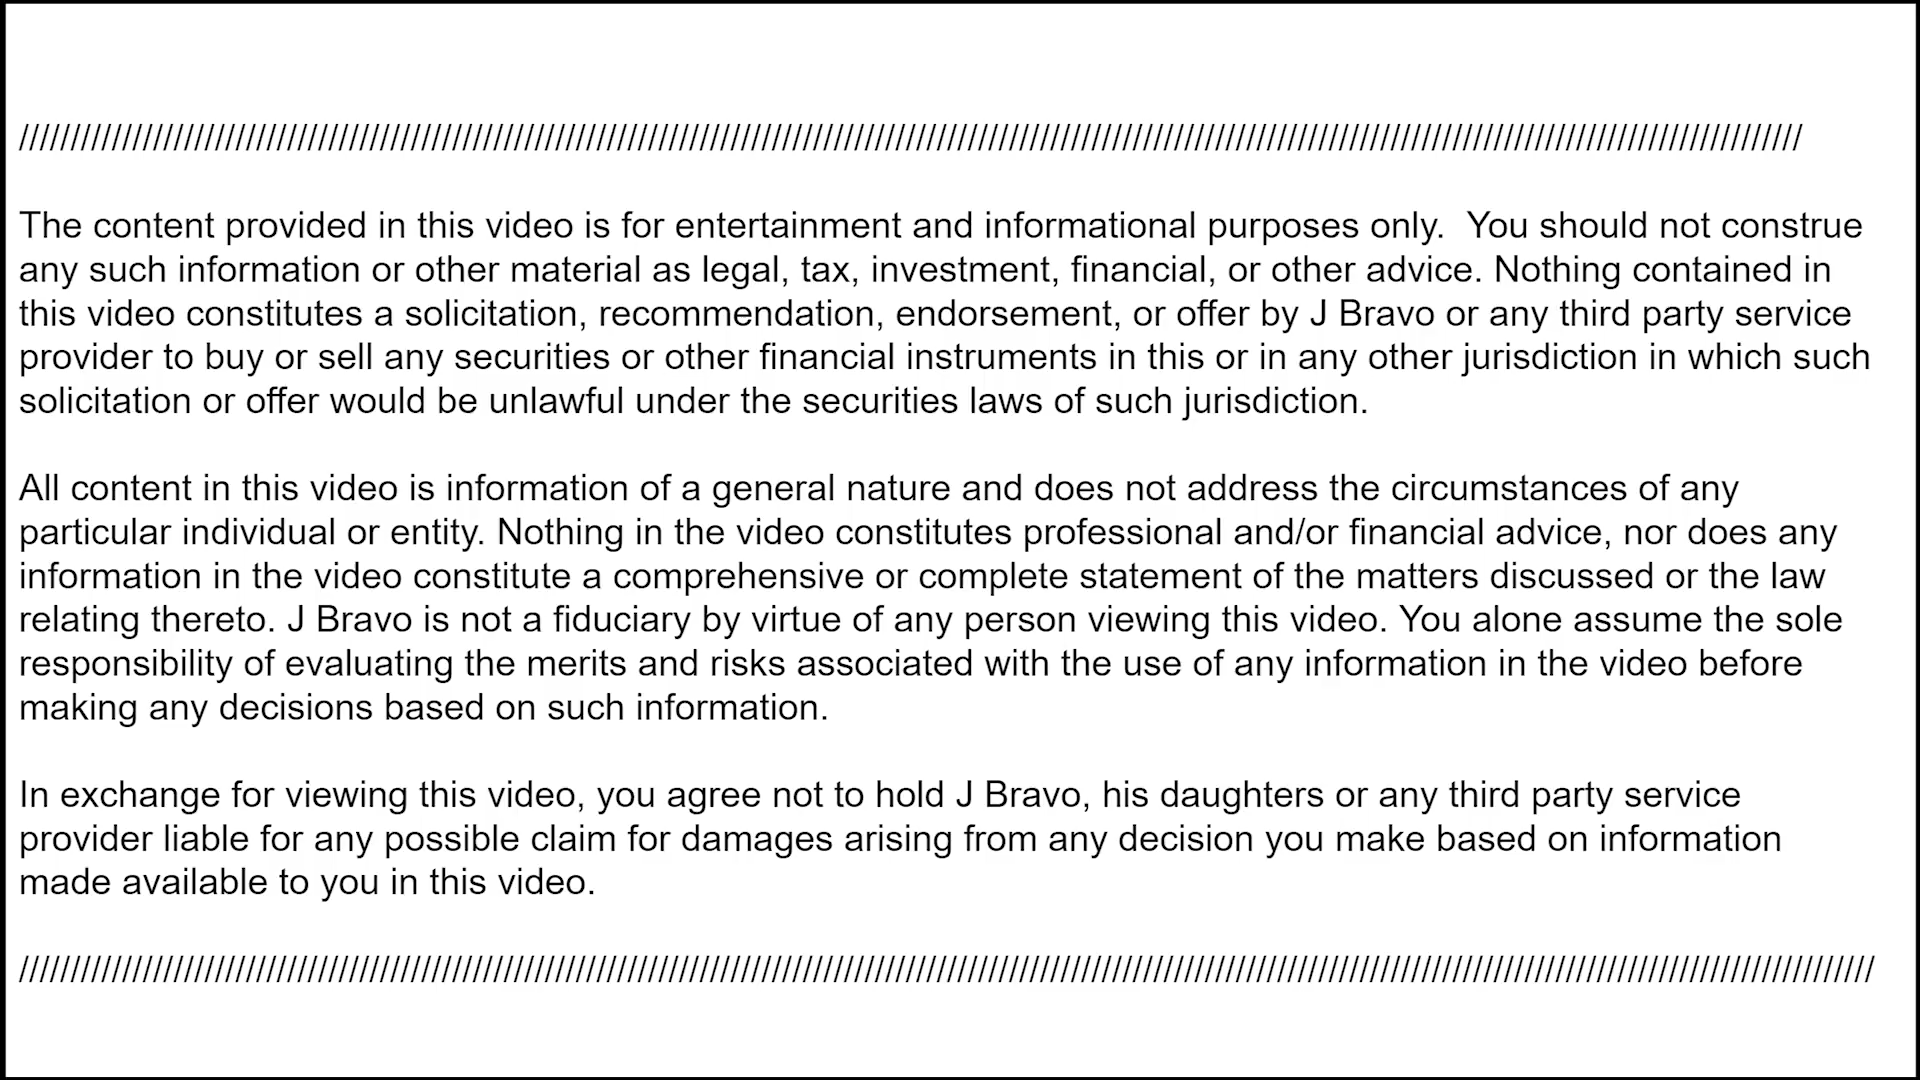 ////////////////////////////////////////////////////////////////////////////////////////////////////////////////////////////////////////////////////////////////////////////////
The content provided in this video is for entertainment and informational purposes only.  You should not construe
any such information or other material as legal, tax, investment, financial, or other advice. Nothing contained in
this video constitutes a solicitation, recommendation, endorsement, or offer by J Bravo or any third party service
provider to buy or sell any securities or other financial instruments in this or in any other jurisdiction in which such
solicitation or offer would be unlawful under the securities laws of such jurisdiction.
All content in this video is information of a general nature and does not address the circumstances of any
particular individual or entity. Nothing in the video constitutes professional and/or financial advice, nor does any
information in the video constitute a comprehensive or complete statement of the matters discussed or the law
relating thereto. J Bravo is not a fiduciary by virtue of any person viewing this video. You alone assume the sole
responsibility of evaluating the merits and risks associated with the use of any information in the video before
making any decisions based on such information.
In exchange for viewing this video, you agree not to hold J Bravo, his daughters or any third party service
provider liable for any possible claim for damages arising from any decision you make based on information
made available to you in this video.
///////////////////////////////////////////////////////////////////////////////////////////////////////////////////////////////////////////////////////////////////////////////////////